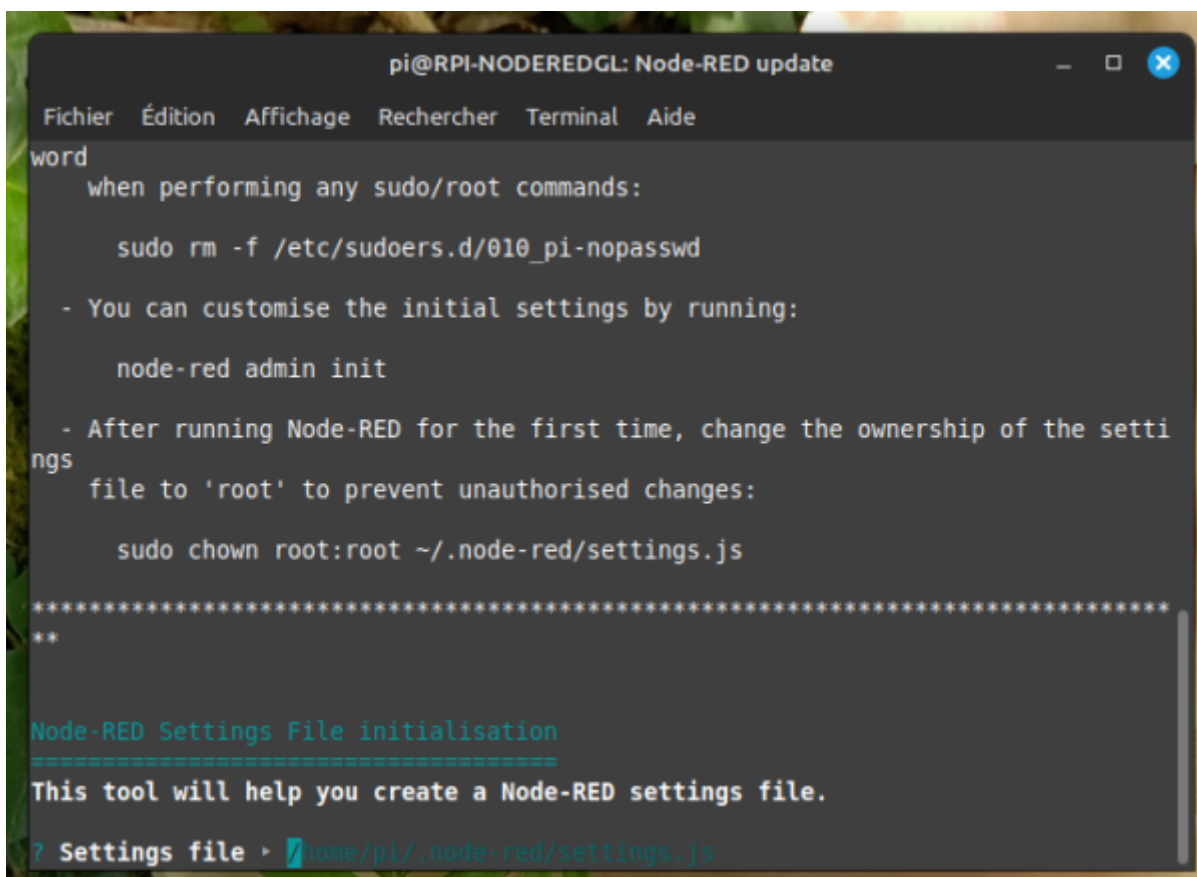 pi@RPI-NODEREDGL: Node-RED update
Fichier Édition Affichage Rechercher Terminal Aide
word
when performing any sudo/root commands:
sudo rm -f /etc/sudoers.d/010_pi-nopasswd
- You can customise the initial settings by running:
node-red admin init
- After running Node-RED for the first time, change the ownership of the setti
ngs
file to 'root' to prevent unauthorised changes:
sudo chown root:root ~/.node-red/settings.js
********************************************************************************
**
Node-RED Settings File initialisation
=====================================
This tool will help you create a Node-RED settings file.
? Settings file ‣ /home/pi/.node-red/settings.js